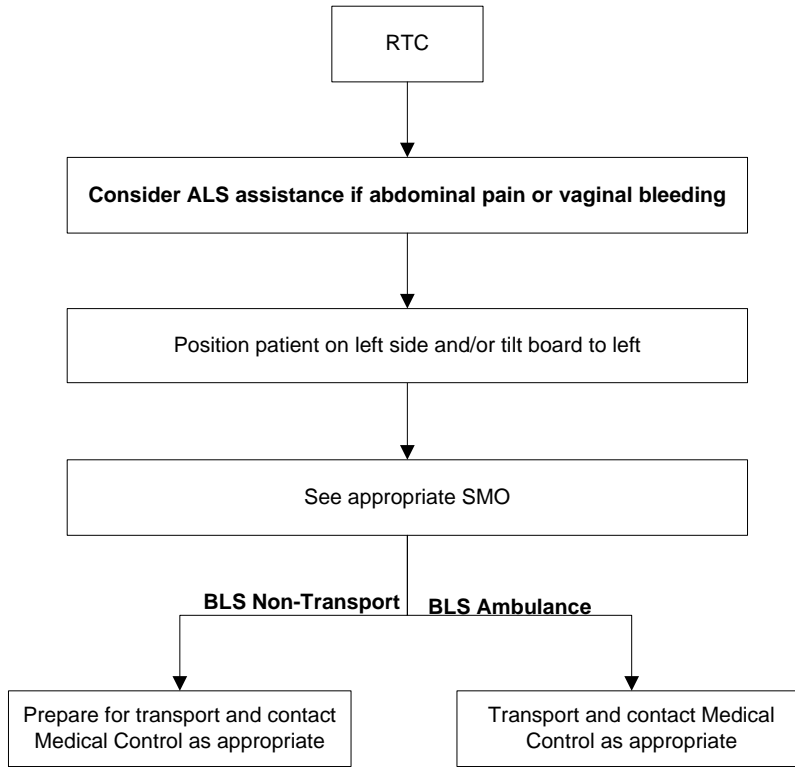 RTC
Consider ALS assistance if abdominal pain or vaginal bleeding
Position patient on left side and/or tilt board to left
See appropriate SMO
BLS Non-Transport
BLS Ambulance
Prepare for transport and contact
Medical Control as appropriate
Transport and contact Medical
Control as appropriate